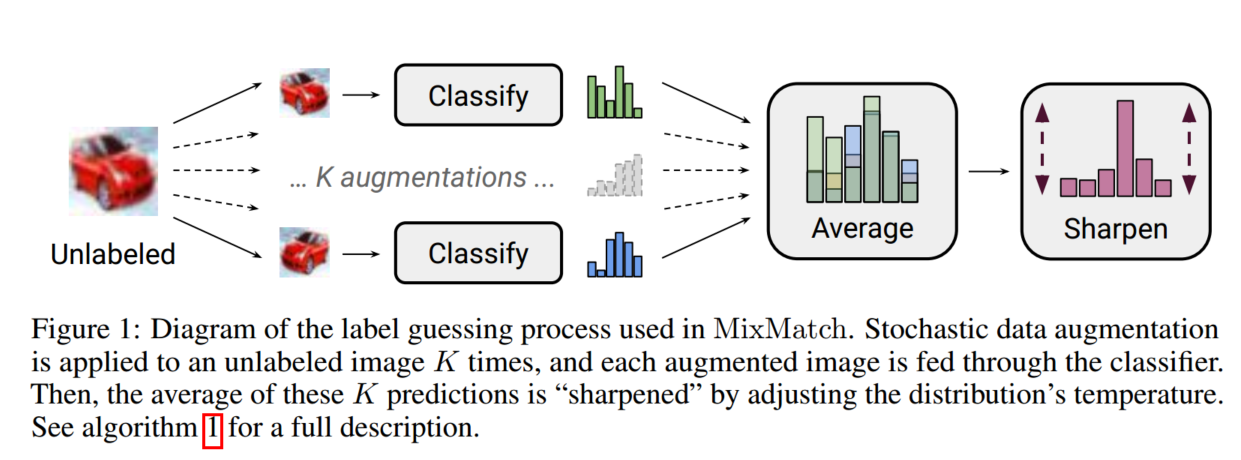 Classify
... K augmentations ...
Unlabeled
Classify
Average
Sharpen
Figure 1: Diagram of the label guessing process used in MixMatch. Stochastic data augmentation
is applied to an unlabeled image K times, and each augmented image is fed through the classifier.
Then, the average of these K predictions is “sharpened” by adjusting the distribution’s temperature.
See algorithm 1 for a full description.